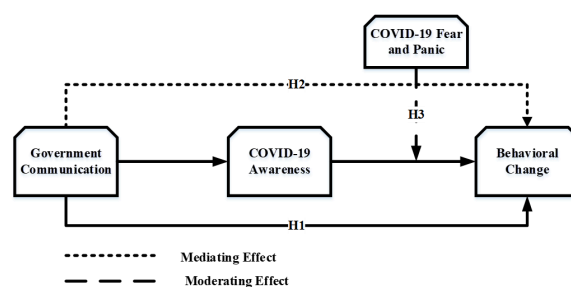 COVID-19 Fear
and Panic
H2
H3
Government
Communication
COVID-19
Awareness
Behavioral
Change
H1
Mediating Effect
Moderating Effect